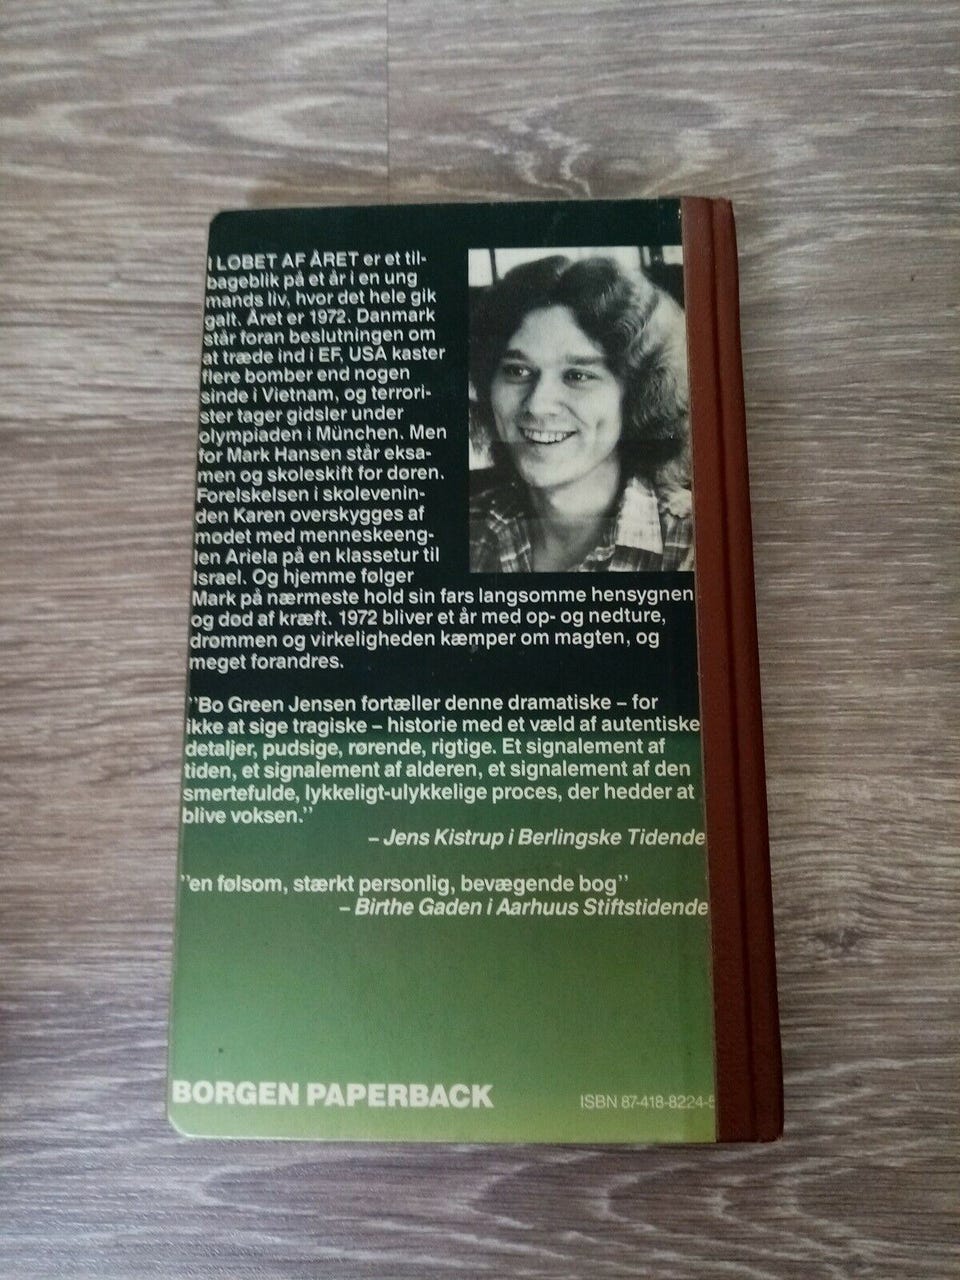 I LØBET AF ÅRET er et til-
bageblik på et år i en ung
mands liv, hvor det hele gik
galt. Året er 1972. Danmark
står foran beslutningen om
at træde ind i EF, USA kaster
flere bomber end nogen
sinde i Vietnam, og terrori-
ster tager gidsler under
olympiaden i München. Men
for Mark Hansen står eksa-
men og skoleskift for døren.
Forelskelsen i skolevenin-
den Karen overskygges af
mødet med menneskeeng-
len Ariela på en klassetur til
Israel. Og hjemme følger
Mark på nærmeste hold sin fars langsomme hensygnen
og død af kræft. 1972 bliver et år med op- og nedture,
drømmen og virkeligheden kæmper om magten, og
meget forandres.
"Bo Green Jensen fortæller denne dramatiske – for
ikke at sige tragiske – historie med et væld af autentiske
detaljer, pudsige, rørende, rigtige. Et signalement af
tiden, et signalement af alderen, et signalement af den
smertefulde, lykkeligt-ulykkelige proces, der hedder at
blive voksen."
– Jens Kistrup i Berlingske Tidende
"en følsom, stærkt personlig, bevægende bog"
– Birthe Gaden i Aarhuus Stiftstidende
BORGEN PAPERBACK
ISBN 87-418-8224-5